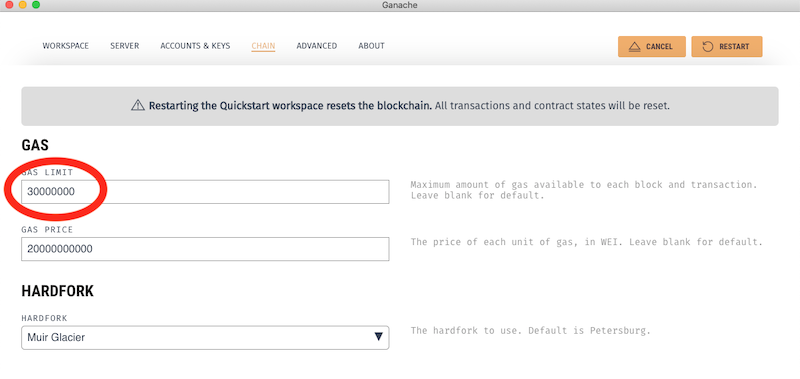 Ganache
WORKSPACE SERVER ACCOUNTS & KEYS CHAIN ADVANCED ABOUT CANCEL RESTART
Restarting the Quickstart workspace resets the blockchain. All transactions and contract states will be reset.
GAS
GAS LIMIT
30000000
Maximum amount of gas available to each block and transaction.
Leave blank for default.
GAS PRICE
20000000000
The price of each unit of gas, in WEI. Leave blank for default.
HARDFORK
HARDFORK
Muir Glacier
The hardfork to use. Default is Petersburg.